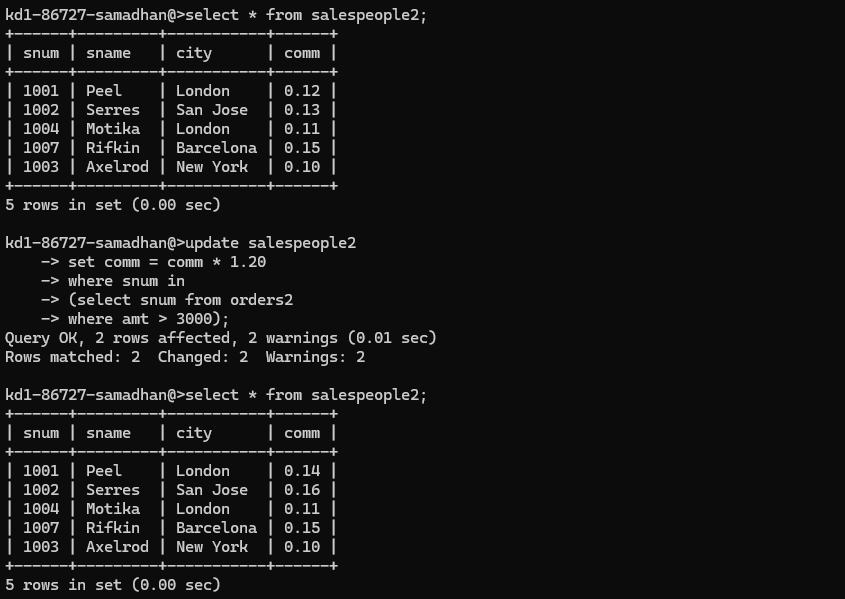 kd1-86727-samadhan@>select * from salespeople2;
+------+---------+-----------+------+
| snum | sname   | city      | comm |
+------+---------+-----------+------+
| 1001 | Peel    | London    | 0.12 |
| 1002 | Serres  | San Jose  | 0.13 |
| 1004 | Motika  | London    | 0.11 |
| 1007 | Rifkin  | Barcelona | 0.15 |
| 1003 | Axelrod | New York  | 0.10 |
+------+---------+-----------+------+
5 rows in set (0.00 sec)

kd1-86727-samadhan@>update salespeople2
    -> set comm = comm * 1.20
    -> where snum in
    -> (select snum from orders2
    -> where amt > 3000);
Query OK, 2 rows affected, 2 warnings (0.01 sec)
Rows matched: 2  Changed: 2  Warnings: 2

kd1-86727-samadhan@>select * from salespeople2;
+------+---------+-----------+------+
| snum | sname   | city      | comm |
+------+---------+-----------+------+
| 1001 | Peel    | London    | 0.14 |
| 1002 | Serres  | San Jose  | 0.16 |
| 1004 | Motika  | London    | 0.11 |
| 1007 | Rifkin  | Barcelona | 0.15 |
| 1003 | Axelrod | New York  | 0.10 |
+------+---------+-----------+------+
5 rows in set (0.00 sec)